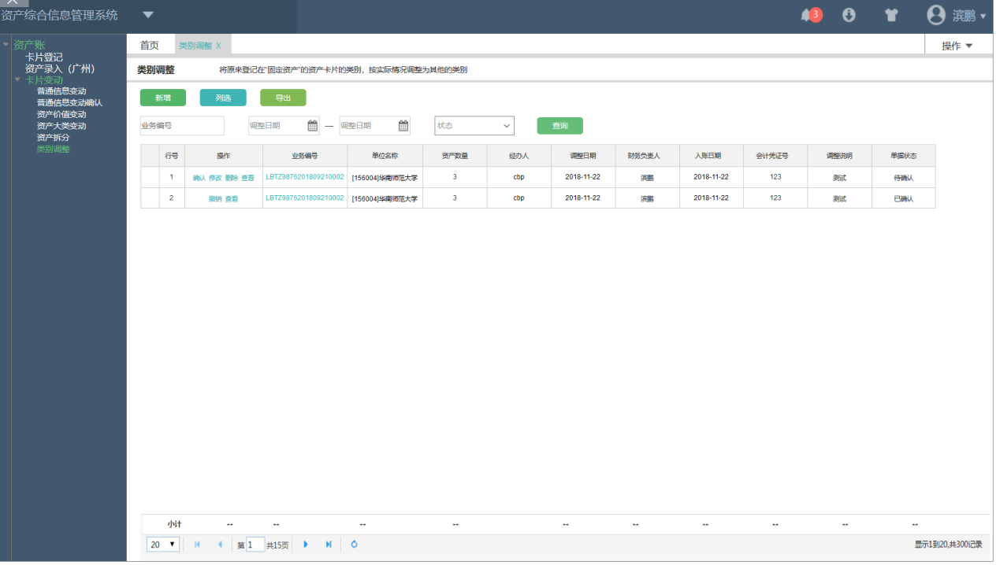 资产综合信息管理系统
3
滨鹏
资产账
卡片登记
资产录入（广州）
卡片变动
普通信息变动
普通信息变动确认
资产价值变动
资产大类变动
资产拆分
类别调整
首页 类别调整 X 操作
类别调整 将原来登记在“固定资产”的资产卡片的类别，按实际情况调整为其他的类别
新增 列选 导出
业务编号 调整日期 — 调整日期 状态 查询
行号 操作 业务编号 单位名称 资产数量 经办人 调整日期 财务负责人 入账日期 会计凭证号 调整说明 单据状态
1 确认 修改 删除 查看 LBTZ9876201809210002 [156004]华南师范大学 3 cbp 2018-11-22 滨鹏 2018-11-22 123 测试 待确认
2 撤销 查看 LBTZ9876201809210002 [156004]华南师范大学 3 cbp 2018-11-22 滨鹏 2018-11-22 123 测试 已确认
小计 -- -- -- -- -- -- -- -- -- --
20 第 1 共15页 显示1到20,共300记录